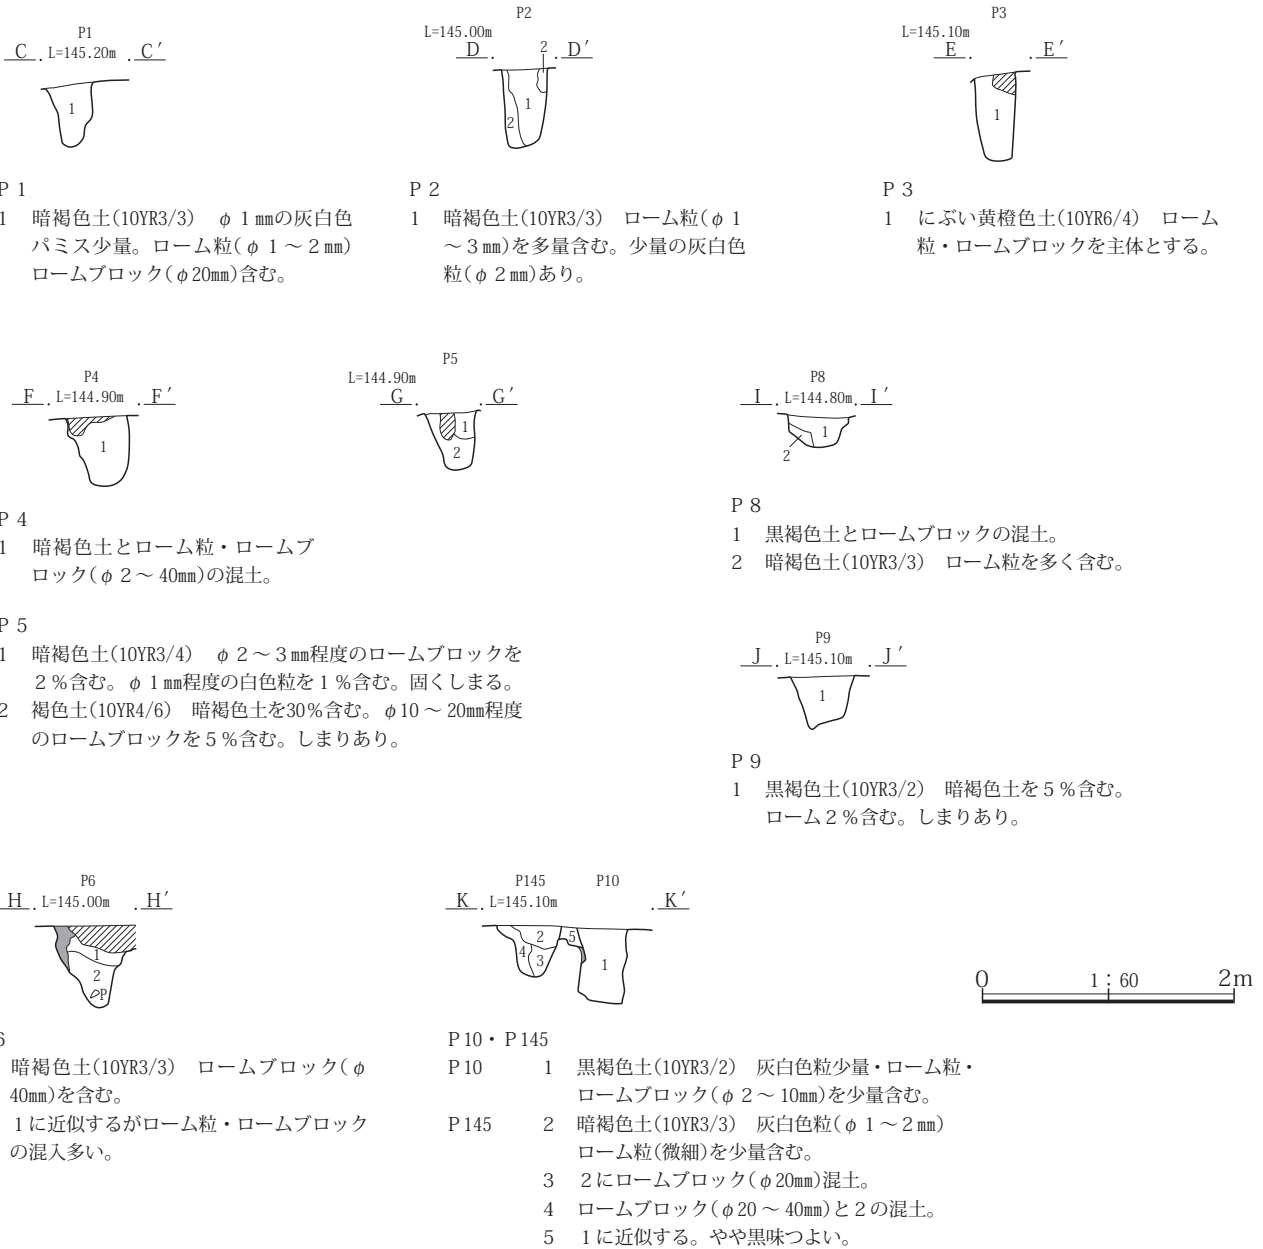 P1
C . L=145.20m . C′
1
P2
L=145.00m
D . 2 . D′
1
2
P3
L=145.10m
E . . E′
1
P 1
1 暗褐色土(10YR3/3) φ1㎜の灰白色
パミス少量。ローム粒(φ1～2㎜)
ロームブロック(φ20㎜)含む。
P 2
1 暗褐色土(10YR3/3) ローム粒(φ1
～3㎜)を多量含む。少量の灰白色
粒(φ2㎜)あり。
P 3
1 にぶい黄橙色土(10YR6/4) ローム
粒・ロームブロックを主体とする。
P4
F . L=144.90m . F′
1
P5
L=144.90m
G . . G′
1
2
P8
I . L=144.80m . I′
1
2
P 4
1 暗褐色土とローム粒・ロームブ
ロック(φ2～40㎜)の混土。
P 5
1 暗褐色土(10YR3/4) φ2～3㎜程度のロームブロックを
2%含む。φ1㎜程度の白色粒を1%含む。固くしまる。
2 褐色土(10YR4/6) 暗褐色土を30%含む。φ10～20㎜程度
のロームブロックを5%含む。しまりあり。
P 8
1 黒褐色土とロームブロックの混土。
2 暗褐色土(10YR3/3) ローム粒を多く含む。
P9
J . L=145.10m . J′
1
P 9
1 黒褐色土(10YR3/2) 暗褐色土を5%含む。
ローム2%含む。しまりあり。
P6
H . L=145.00m . H′
1
2
P
P145 P10
K . L=145.10m . K′
2 5
4 3 1
0 1：60 2m
6
暗褐色土(10YR3/3) ロームブロック(φ
40㎜)を含む。
1に近似するがローム粒・ロームブロック
の混入多い。
P10・P145
P10 1 黒褐色土(10YR3/2) 灰白色粒少量・ローム粒・
ロームブロック(φ2～10㎜)を少量含む。
P145 2 暗褐色土(10YR3/3) 灰白色粒(φ1～2㎜)
ローム粒(微細)を少量含む。
3 2にロームブロック(φ20㎜)混土。
4 ロームブロック(φ20～40㎜)と2の混土。
5 1に近似する。やや黒味つよい。